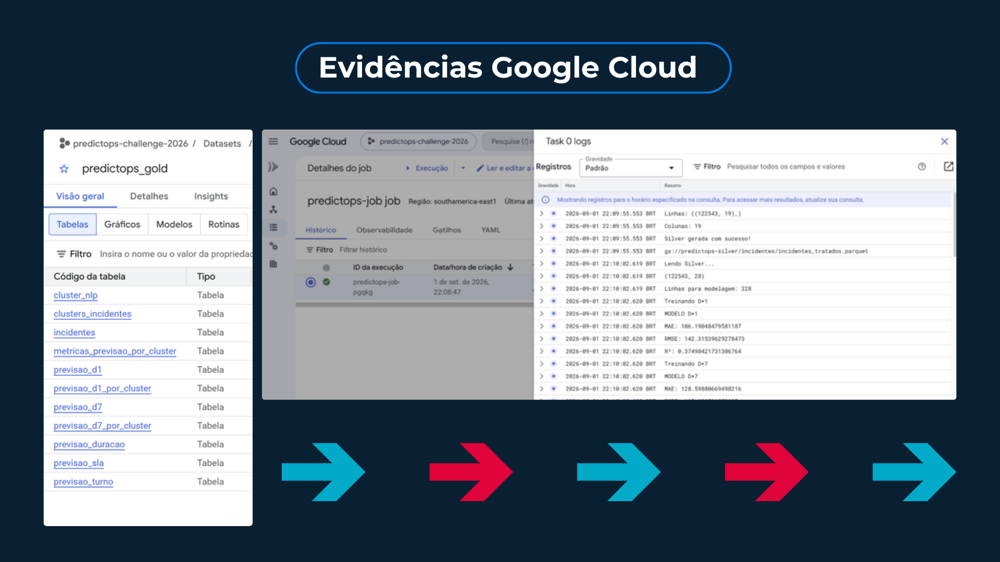 Evidências Google Cloud
predictops-challenge-2026 / Datasets /
predictops_gold
Visão geral Detalhes Insights
Tabelas Gráficos Modelos Rotinas
Filtro Insira o nome ou o valor da propriedad
Código da tabela Tipo
cluster_nlp Tabela
clusters_incidentes Tabela
incidentes Tabela
metricas_previsao_por_cluster Tabela
previsao_d1 Tabela
previsao_d1_por_cluster Tabela
previsao_d7 Tabela
previsao_d7_por_cluster Tabela
previsao_duracao Tabela
previsao_sla Tabela
previsao_turno Tabela
Google Cloud predictops-challenge-2026 Pesquise (/) r
Detalhes do job Execução Ler e editar a
predictops-job job Região: southamerica-east1 Última at
Histórico Observabilidade Gatilhos YAML
Filtro Filtrar histórico
ID da execução Data/hora de criação
predictops-job- 1 de set. de 2026,
pgqkg 22:08:47
Task 0 logs
Gravidade
Registros Padrão Filtro Pesquisar todos os campos e valores
Gravidade Hora Resumo
Mostrando registros para o horário especificado na consulta. Para acessar mais resultados, atualize sua consulta.
2026-09-01 22:09:55.553 BRT Linhas: ((122543, 19),)
2026-09-01 22:09:55.553 BRT Colunas: 19
2026-09-01 22:09:55.553 BRT Silver gerada com sucesso!
2026-09-01 22:09:55.553 BRT gs://predictops-silver/incidentes/incidentes_tratados.parquet
2026-09-01 22:10:02.619 BRT Lendo Silver...
2026-09-01 22:10:02.619 BRT (122543, 28)
2026-09-01 22:10:02.619 BRT Linhas para modelagem: 328
2026-09-01 22:10:02.620 BRT Treinando D+1
2026-09-01 22:10:02.620 BRT MODELO D+1
2026-09-01 22:10:02.620 BRT MAE: 106.19048479581187
2026-09-01 22:10:02.620 BRT RMSE: 142.31539629278473
2026-09-01 22:10:02.620 BRT R²: 0.37498421731306764
2026-09-01 22:10:02.620 BRT Treinando D+7
2026-09-01 22:10:02.620 BRT MODELO D+7
2026-09-01 22:10:02.620 BRT MAE: 128.59880669498216